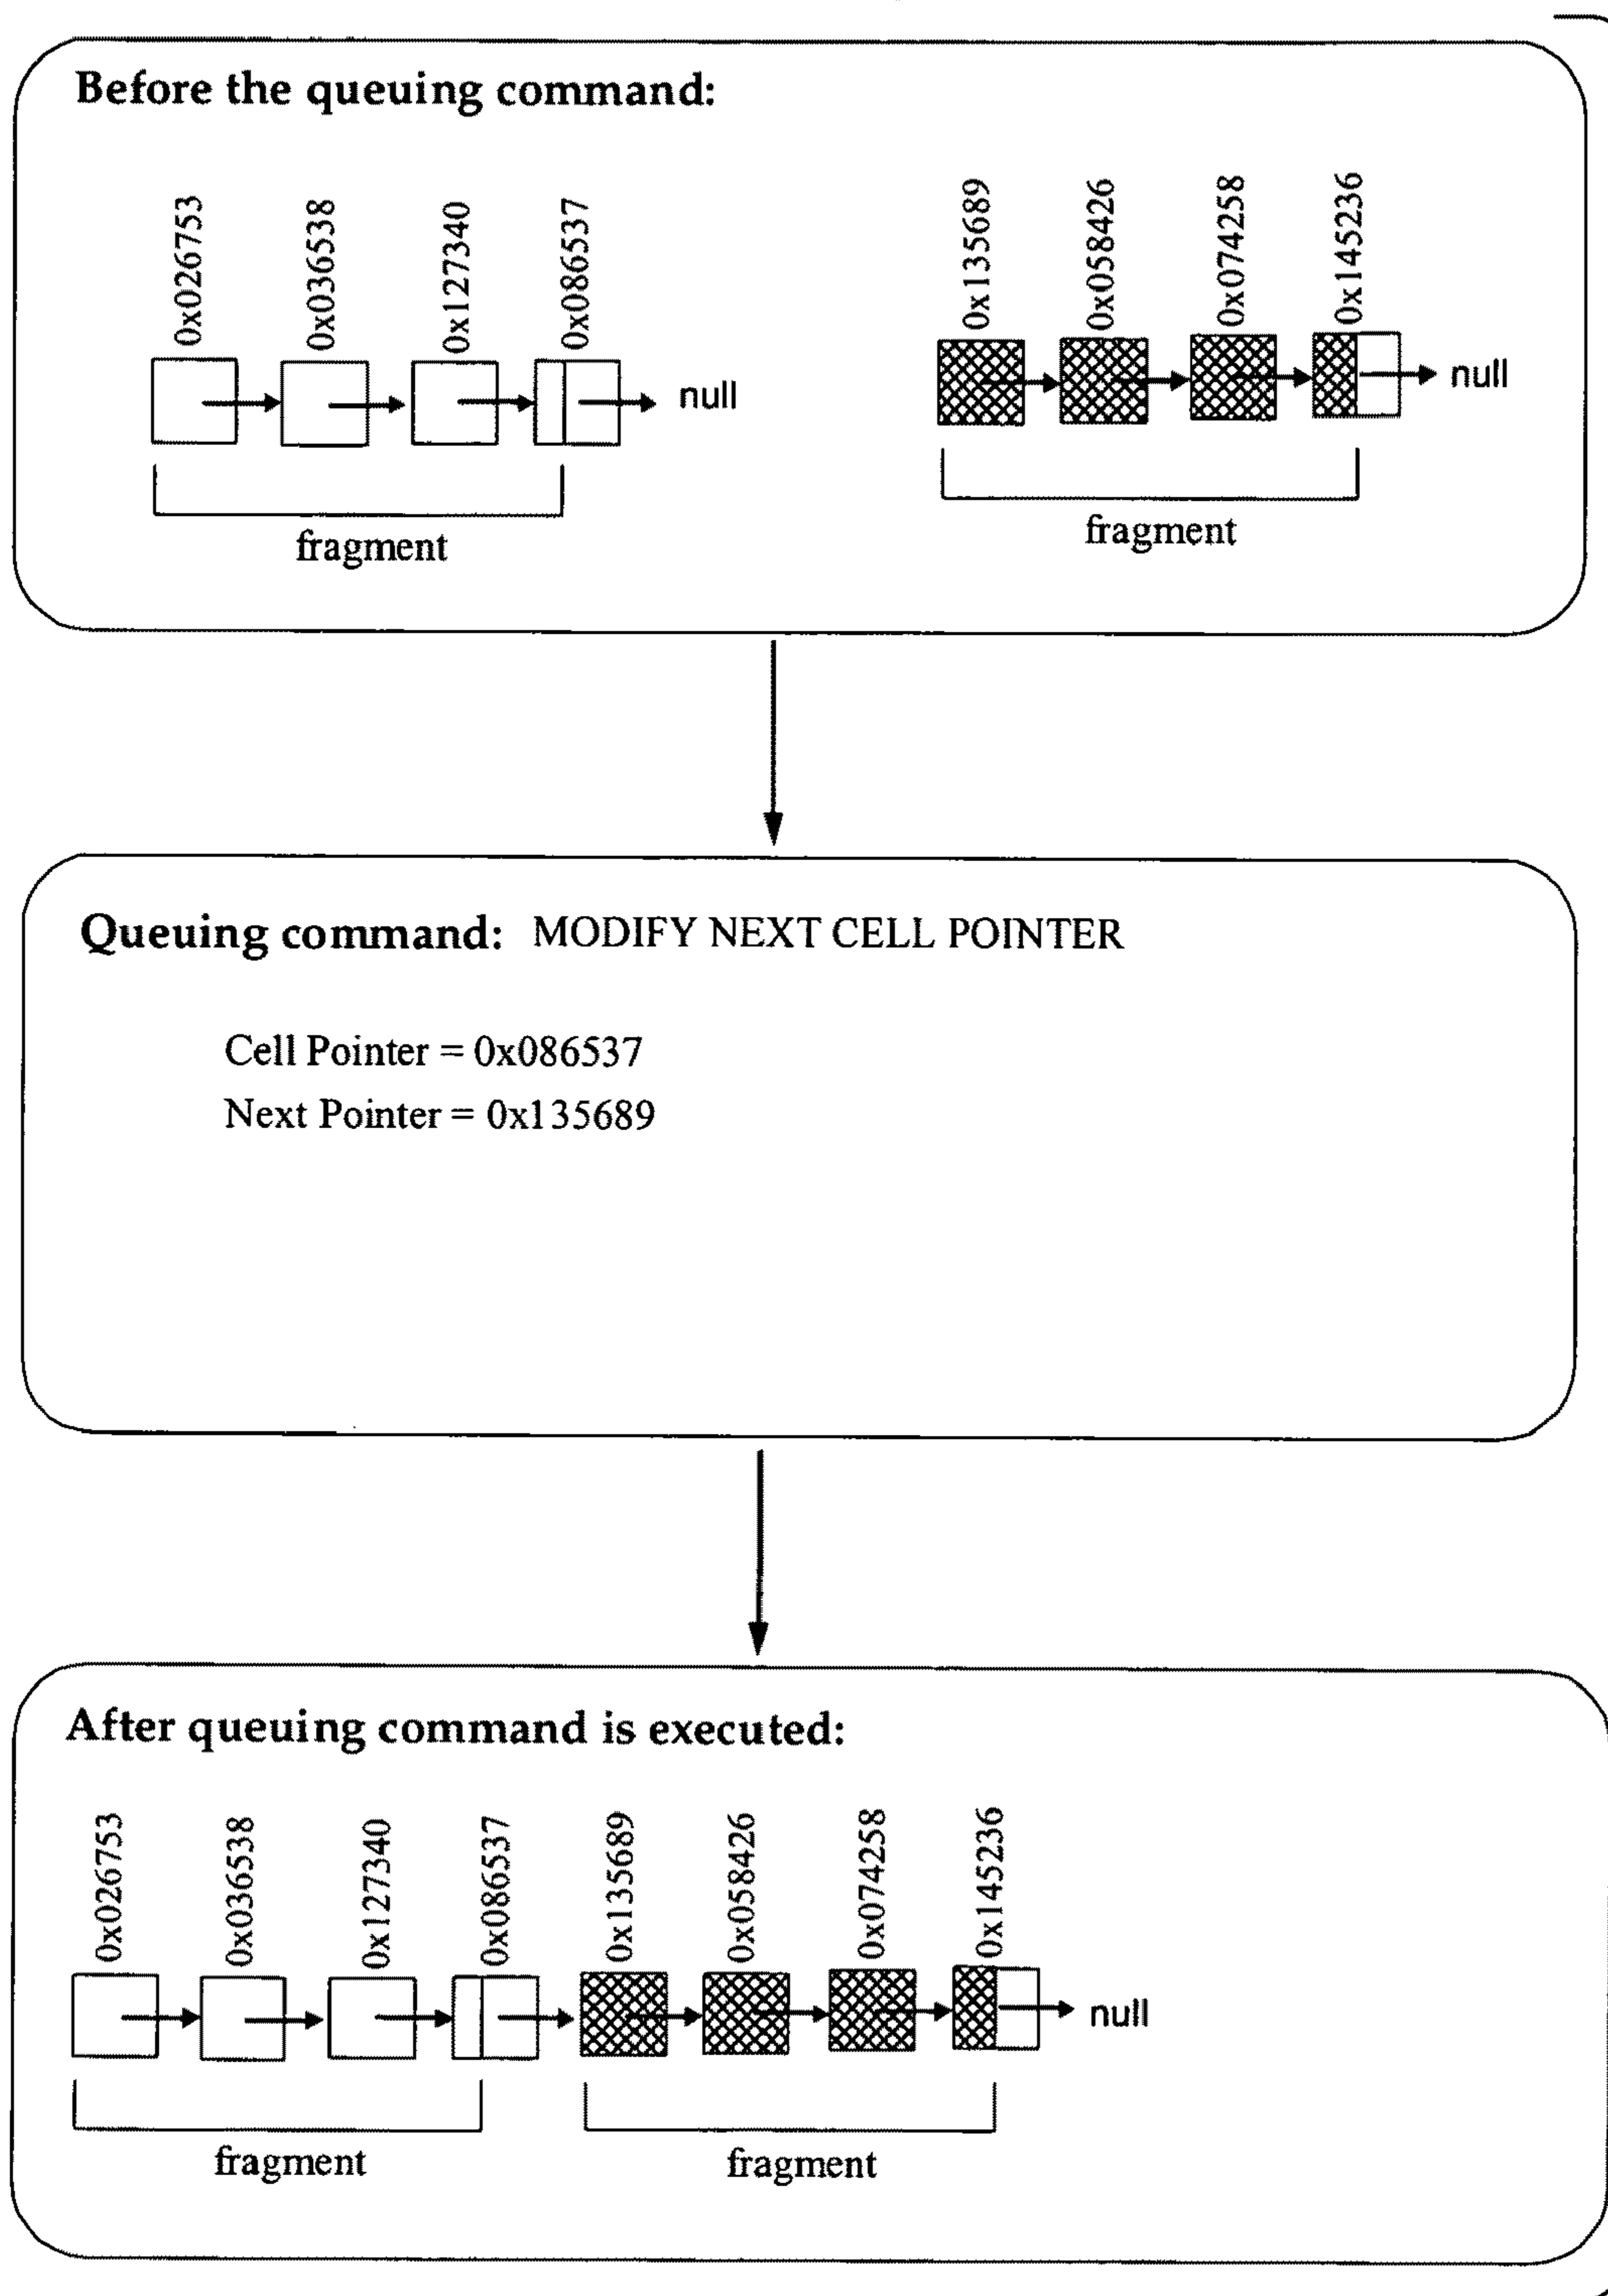 Before the queuing command:
0x026753
0x036538
0x127340
0x086537
null
fragment
0x135689
0x058426
0x074258
0x145236
null
fragment
Queuing command: MODIFY NEXT CELL POINTER
Cell Pointer = 0x086537
Next Pointer = 0x135689
After queuing command is executed:
0x026753
0x036538
0x127340
0x086537
0x135689
0x058426
0x074258
0x145236
null
fragment
fragment